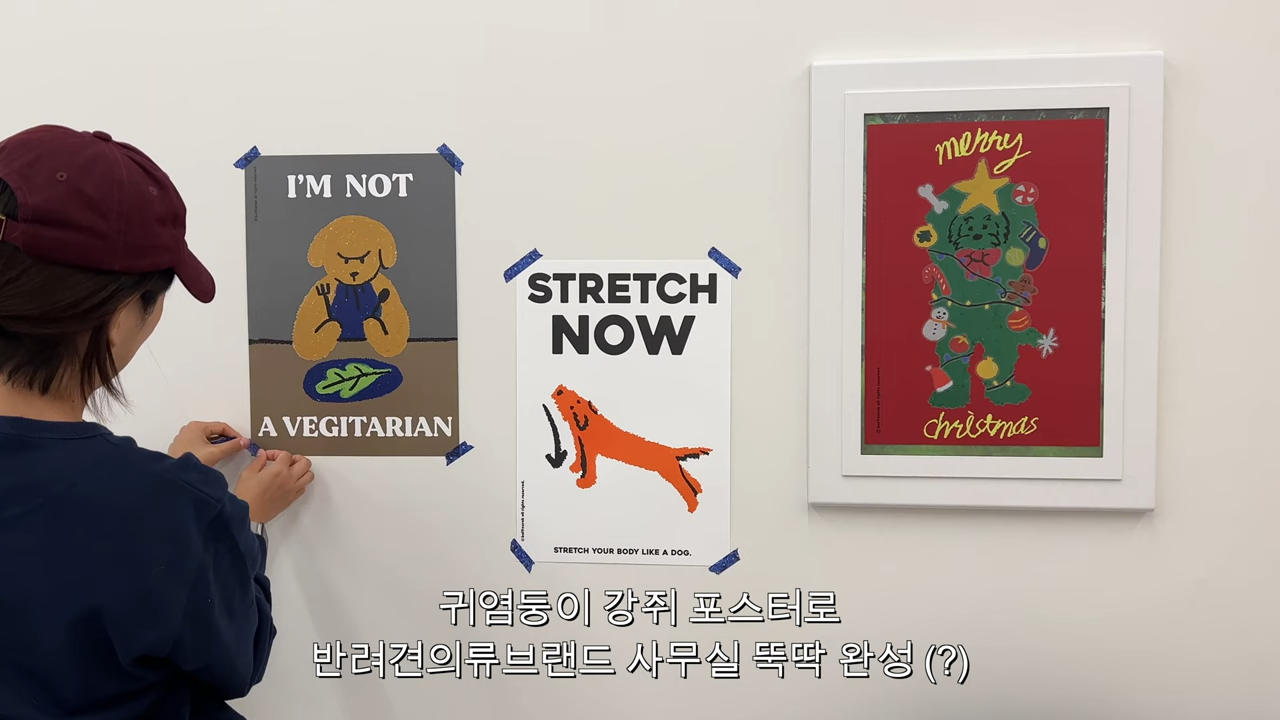 I'M NOT
A VEGITARIAN
STRETCH
NOW
STRETCH YOUR BODY LIKE A DOG.
merry
christmas
귀염둥이 강쥐 포스터로
반려견의류브랜드 사무실 뚝딱 완성 (?)